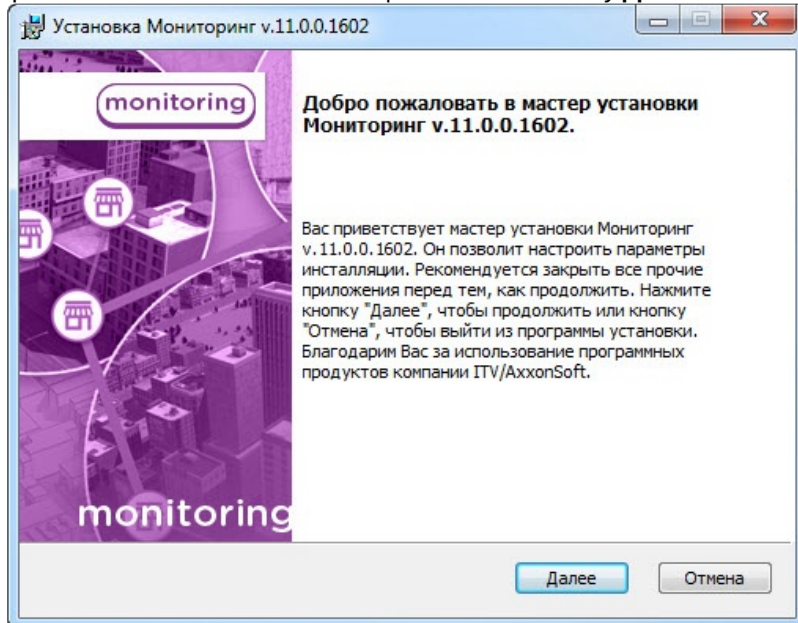 Установка Мониторинг v.11.0.0.1602
monitoring
Добро пожаловать в мастер установки
Мониторинг v.11.0.0.1602.
Вас приветствует мастер установки Мониторинг
v.11.0.0.1602. Он позволит настроить параметры
инсталляции. Рекомендуется закрыть все прочие
приложения перед тем, как продолжить. Нажмите
кнопку "Далее", чтобы продолжить или кнопку
"Отмена", чтобы выйти из программы установки.
Благодарим Вас за использование программных
продуктов компании ITV/AxxonSoft.
monitoring
Далее
Отмена